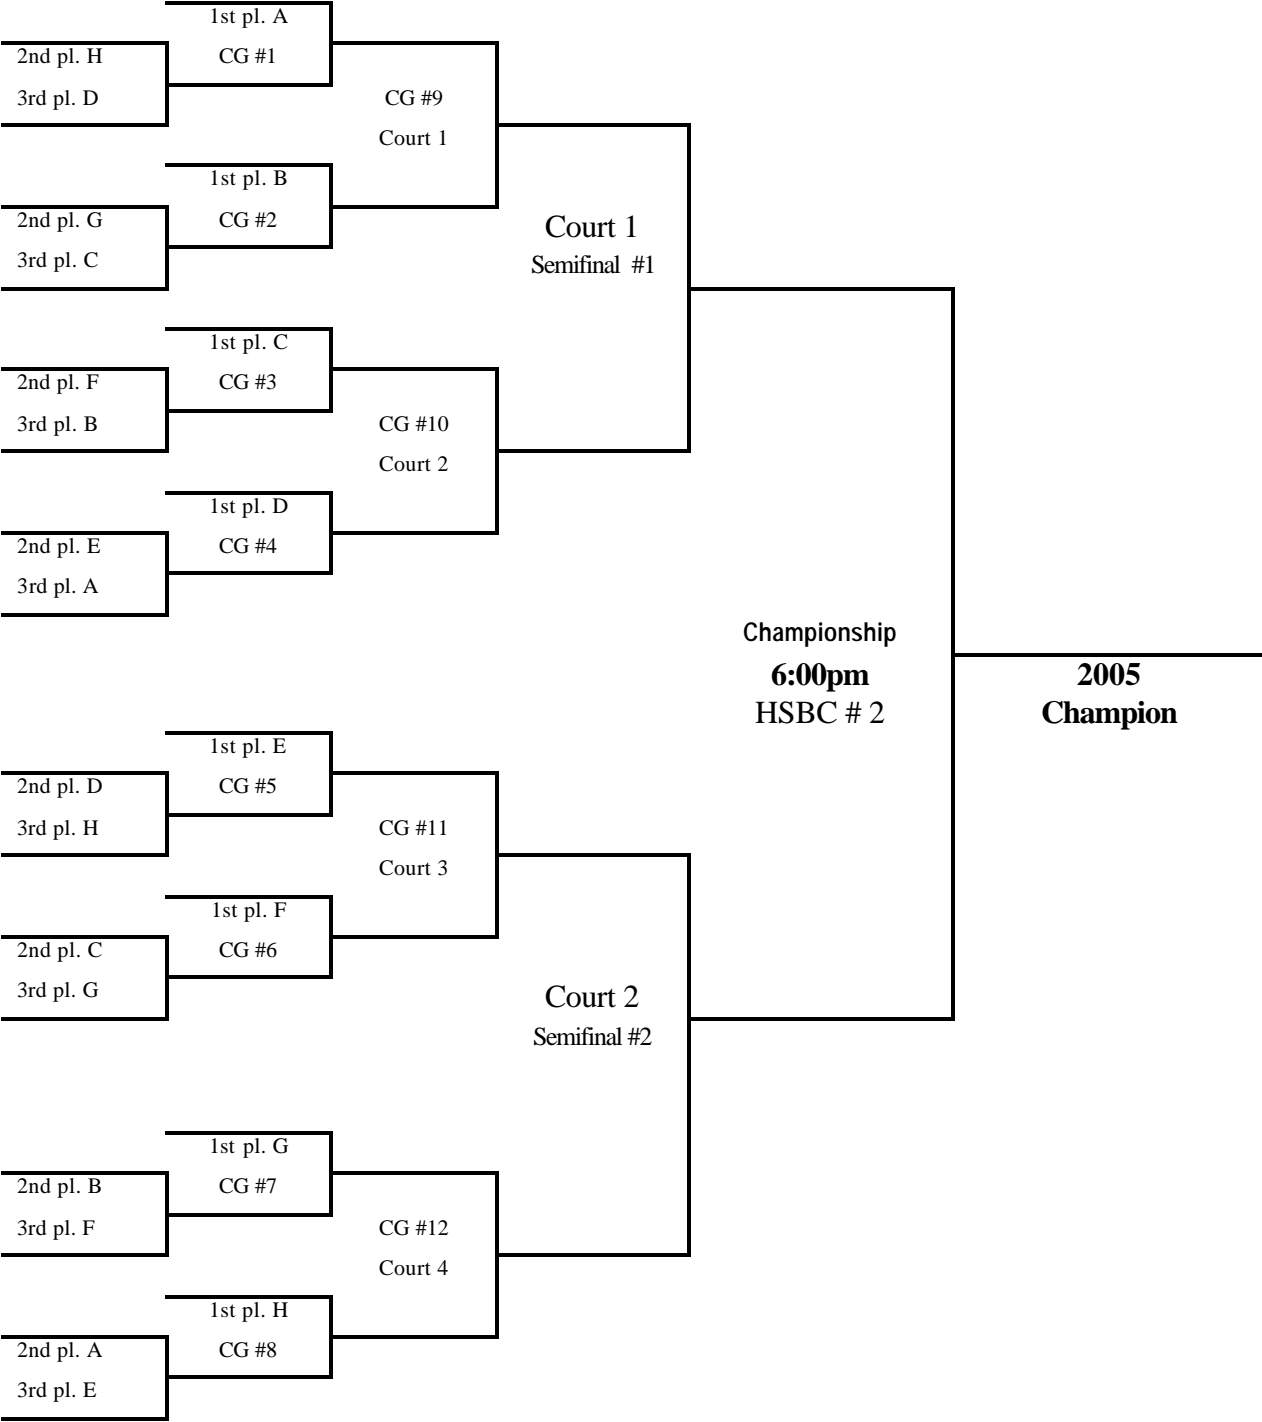 1st pl. A
2nd pl. H
CG #1
3rd pl. D
CG #9
Court 1
1st pl. B
2nd pl. G
CG #2
3rd pl. C
Court 1
Semifinal #1
1st pl. C
2nd pl. F
CG #3
3rd pl. B
CG #10
Court 2
1st pl. D
2nd pl. E
CG #4
3rd pl. A
Championship
6:00pm
HSBC # 2
2005
Champion
1st pl. E
2nd pl. D
CG #5
3rd pl. H
CG #11
Court 3
1st pl. F
2nd pl. C
CG #6
3rd pl. G
Court 2
Semifinal #2
1st pl. G
2nd pl. B
CG #7
3rd pl. F
CG #12
Court 4
1st pl. H
2nd pl. A
CG #8
3rd pl. E